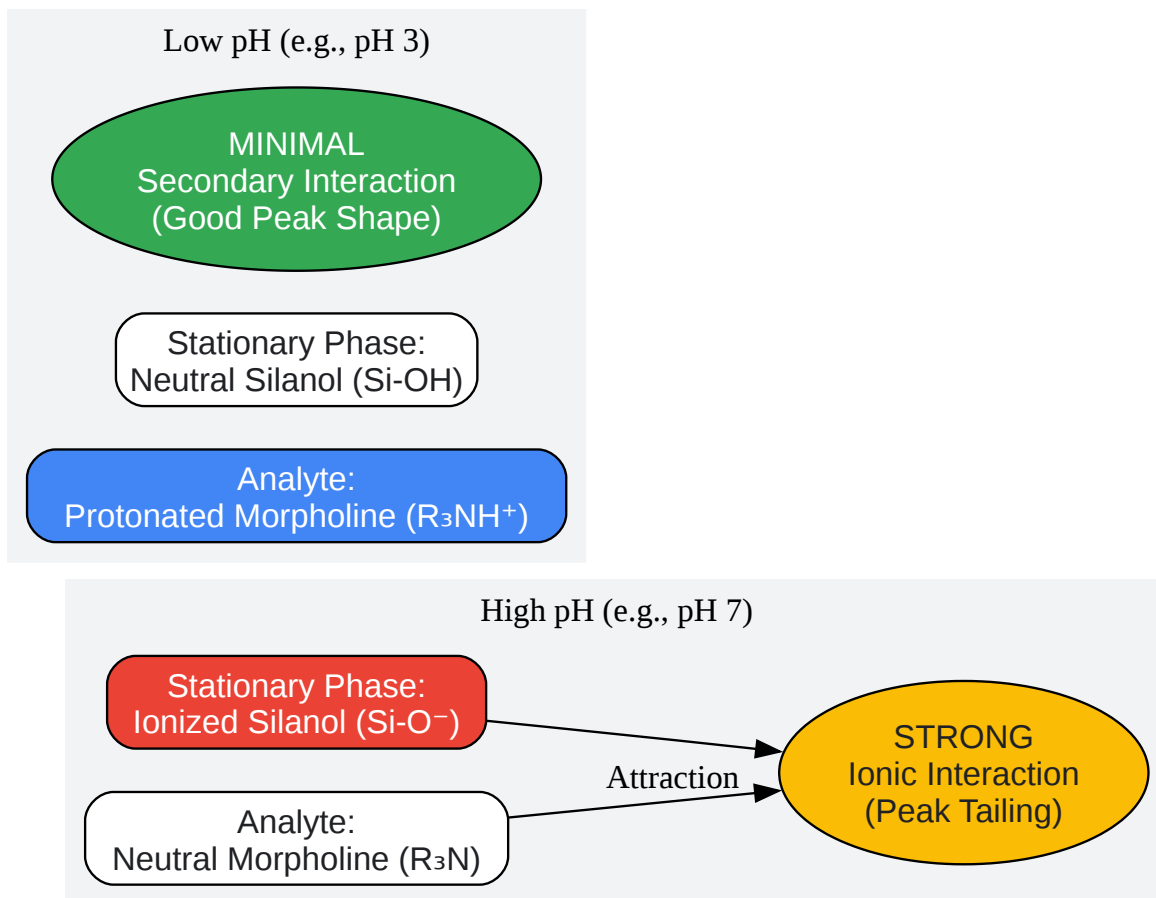 Low pH (e.g., pH 3)
MINIMAL
Secondary Interaction
(Good Peak Shape)
Stationary Phase:
Neutral Silanol (Si-OH)
Analyte:
Protonated Morpholine (R₃NH⁺)
High pH (e.g., pH 7)
Stationary Phase:
Ionized Silanol (Si-O⁻)
Attraction
Analyte:
Neutral Morpholine (R₃N)
STRONG
Ionic Interaction
(Peak Tailing)